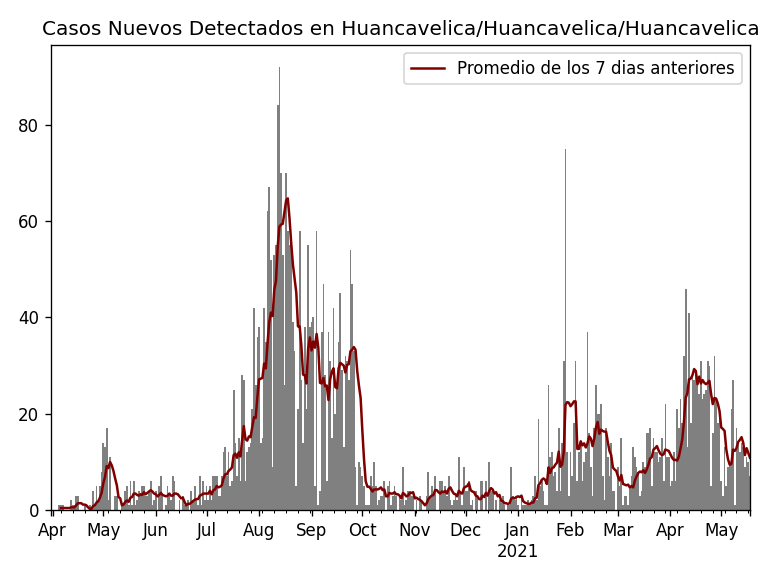 Casos Nuevos Detectados en Huancavelica/Huancavelica/Huancavelica
Promedio de los 7 dias anteriores
80
60
40
20
0
Apr May Jun Jul Aug Sep Oct Nov Dec Jan Feb Mar Apr May
2021